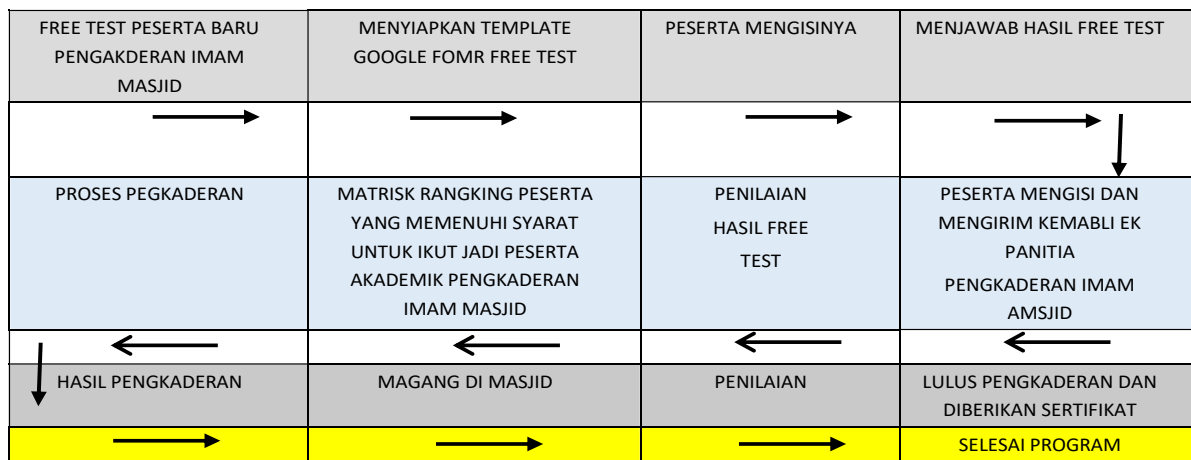 FREE TEST PESERTA BARU
PENGAKDERAN IMAM
MASJID
MENYIAPKAN TEMPLATE
GOOGLE FOMR FREE TEST
PESERTA MENGISINYA
MENJAWAB HASIL FREE TEST
PROSES PEGKADERAN
MATRISK RANGKING PESERTA
YANG MEMENUHI SYARAT
UNTUK IKUT JADI PESERTA
AKADEMIK PENGKADERAN
IMAM MASJID
PENILAIAN
HASIL FREE
TEST
PESERTA MENGISI DAN
MENGIRIM KEMABLI EK
PANITIA
PENGKADERAN IMAM
AMSJID
HASIL PENGKADERAN
MAGANG DI MASJID
PENILAIAN
LULUS PENGKADERAN DAN
DIBERIKAN SERTIFIKAT
SELESAI PROGRAM